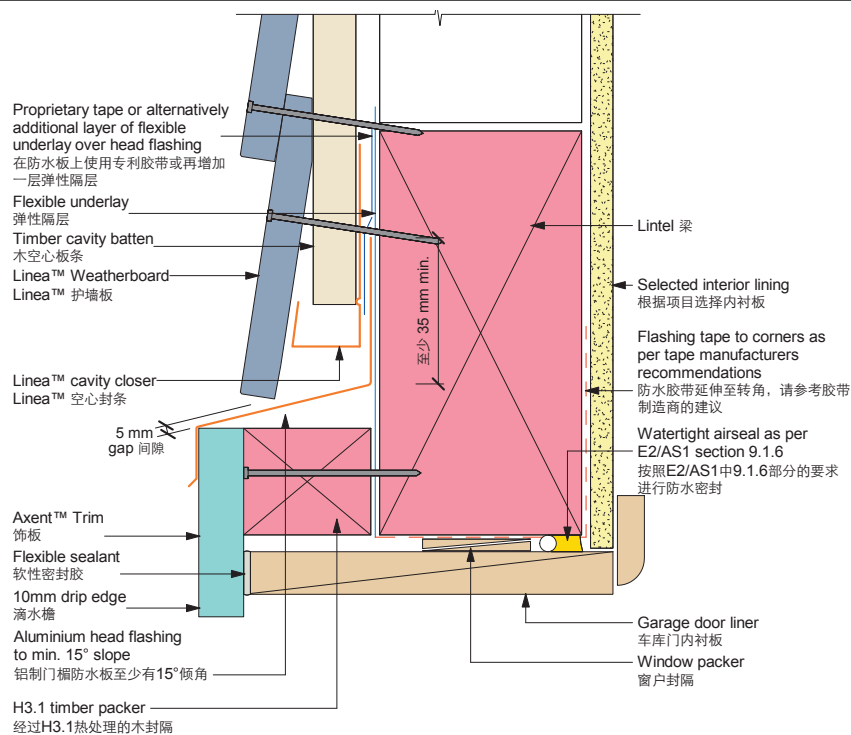 Proprietary tape or alternatively
additional layer of flexible
underlay over head flashing
在防水板上使用专利胶带或再增加
一层弹性隔层
Flexible underlay
弹性隔层
Timber cavity batten
木空心板条
Linea™ Weatherboard
Linea™ 护墙板
Linea™ cavity closer
Linea™ 空心封条
5 mm
gap 间隙
Axent™ Trim
饰板
Flexible sealant
软性密封胶
10mm drip edge
滴水檐
Aluminium head flashing
to min. 15° slope
铝制门楣防水板至少有15°倾角
H3.1 timber packer
经过H3.1热处理的木封隔
至少 35 mm min.
Lintel 梁
Selected interior lining
根据项目选择内衬板
Flashing tape to corners as
per tape manufacturers
recommendations
防水胶带延伸至转角，请参考胶带
制造商的建议
Watertight airseal as per
E2/AS1 section 9.1.6
按照E2/AS1中9.1.6部分的要求
进行防水密封
Garage door liner
车库门内衬板
Window packer
窗户封隔